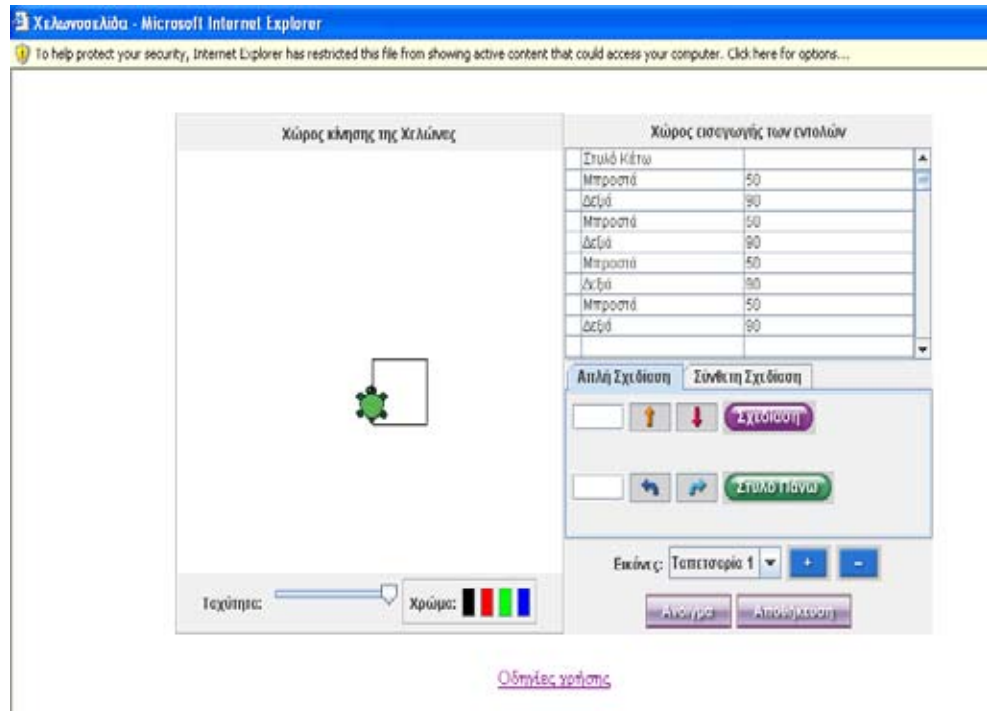 Χελωνοσελίδα - Microsoft Internet Explorer
To help protect your security, Internet Explorer has restricted this file from showing active content that could access your computer. Click here for options...
Χώρος κίνησης της Χελώνας
Χώρος εισαγωγής των εντολών
Στυλό Κάτω
Μπροστά 50
Δεξιά 90
Μπροστά 50
Δεξιά 90
Μπροστά 50
Δεξιά 90
Μπροστά 50
Δεξιά 90
Απλή Σχεδίαση Σύνθετη Σχεδίαση
Σχεδίαση
Στυλό Πάνω
Εικόνες: Ταπετσαρία 1 + -
Ταχύτητα: Χρώμα:
Άνοιγμα Αποθήκευση
Οδηγίες χρήσης